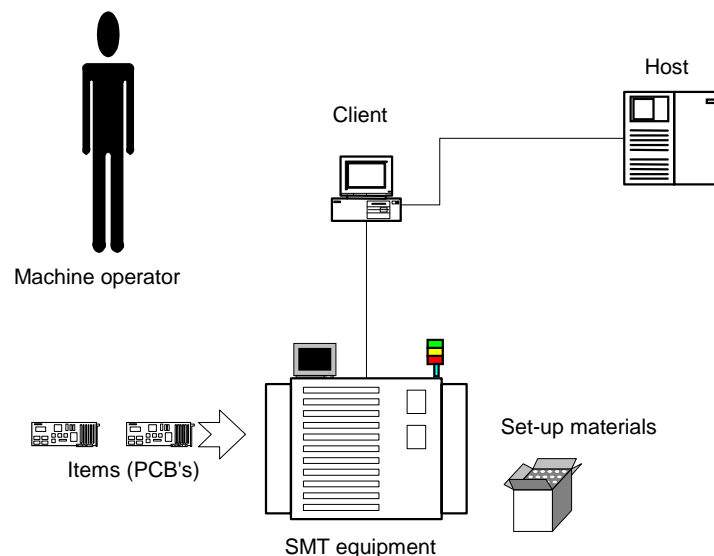 Host
Client
Machine operator
Set-up materials
Items (PCB's)
SMT equipment